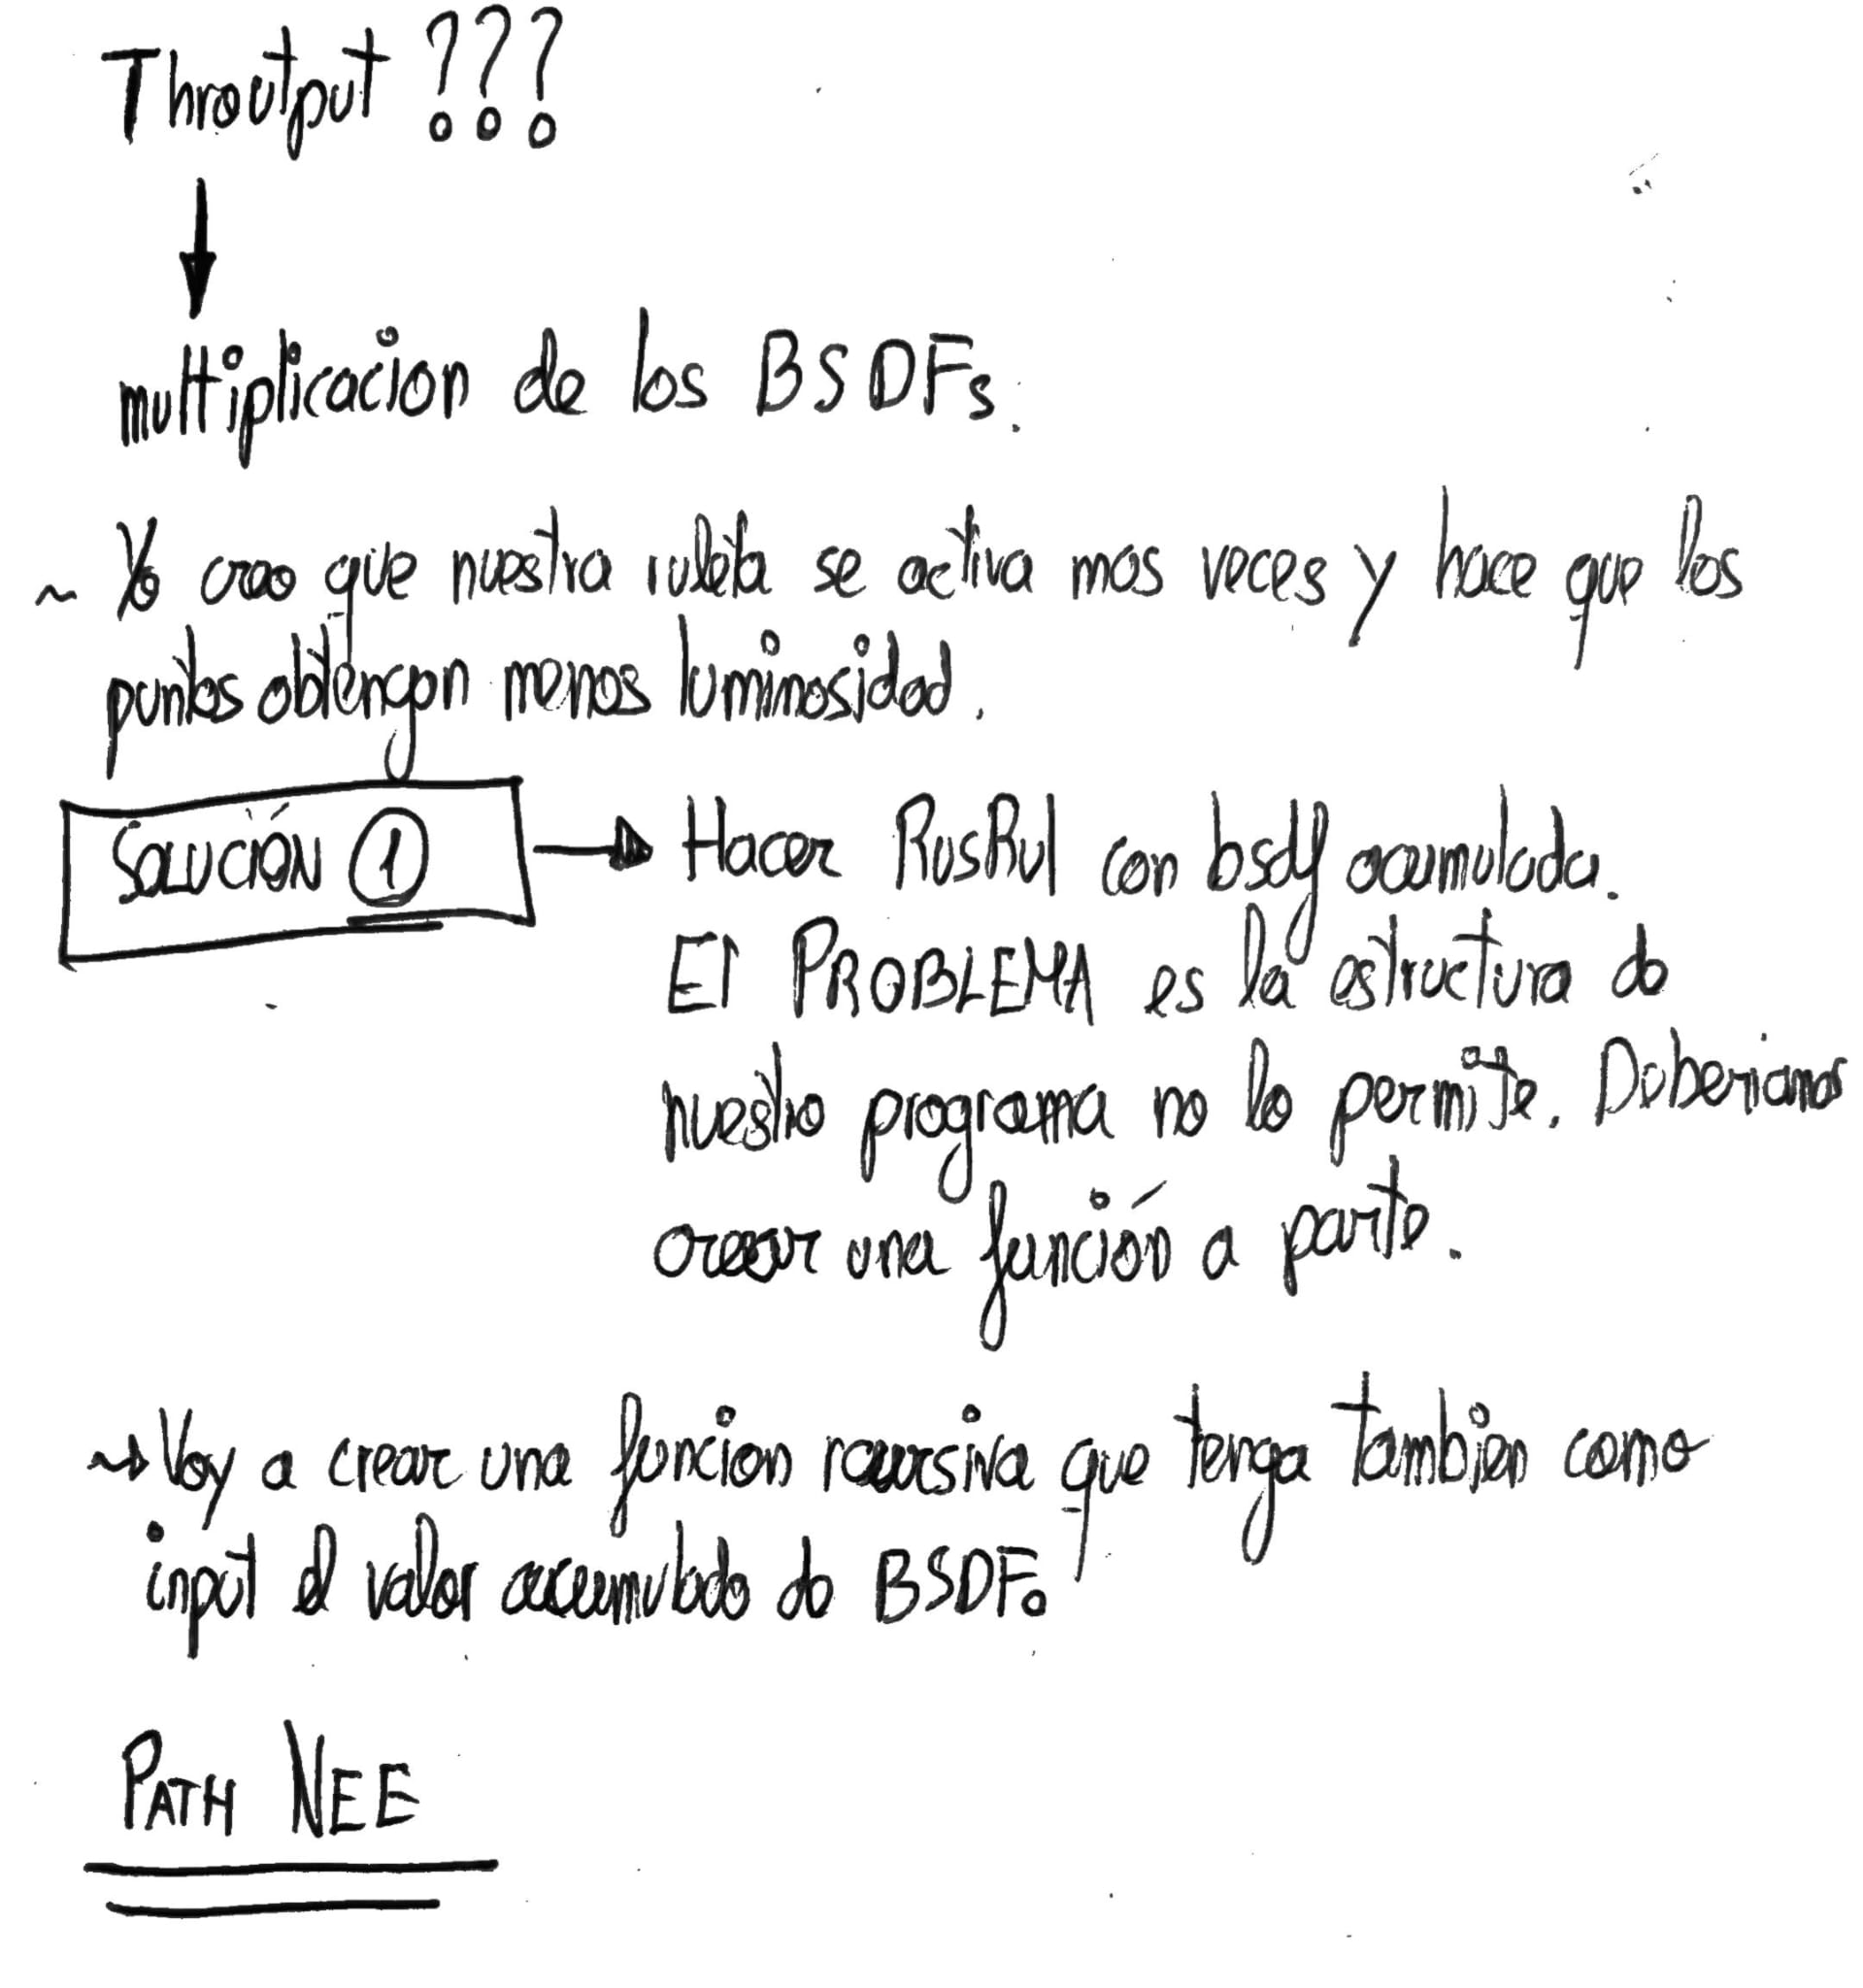 Throutput ???
multiplicacion de los BSDFs.
~ Yo creo que nuestra ruleta se activa mas veces y hace que los
puntos obtengan menos luminosidad.
SOLUCIÓN 1 → Hacer RusRul con bsdf acumulada.
El PROBLEMA es la estructura de
nuestro programa no lo permite. Deberiamos
crear una función a parte.
Voy a crear una funcion recursiva que tenga tambien como
input el valor acumulado de BSDF.
PATH NEE